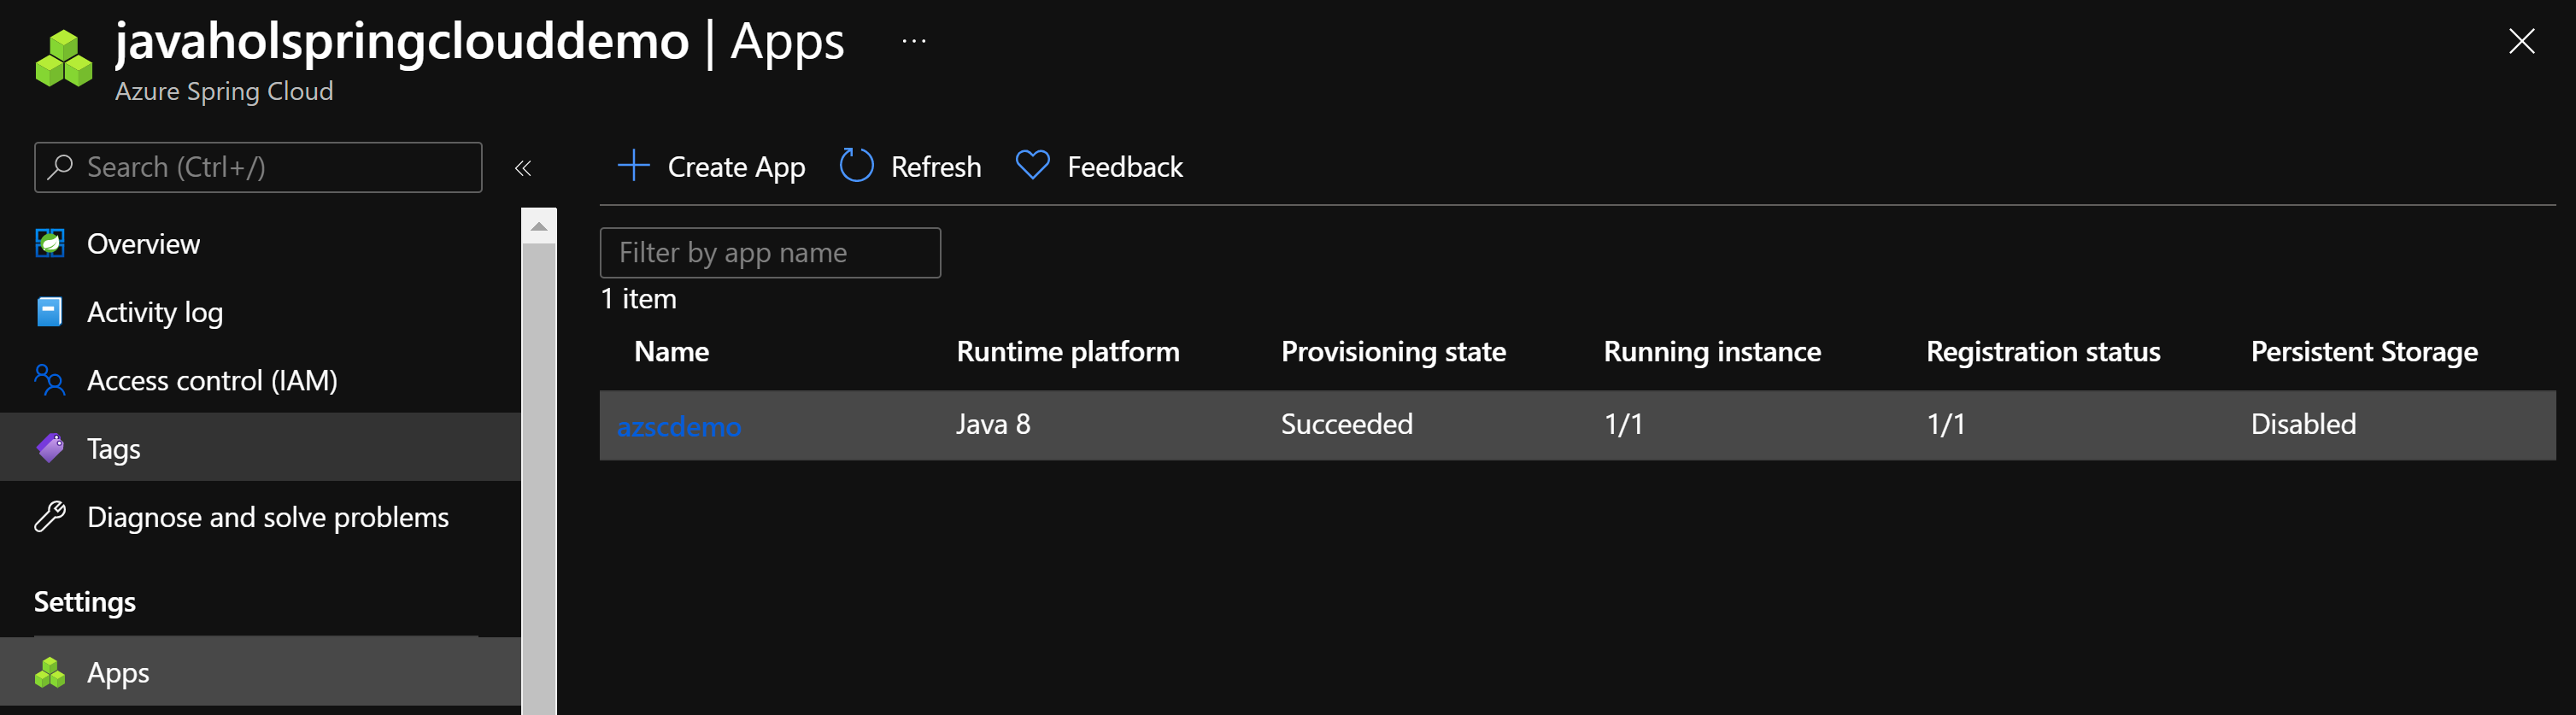 javaholspringclouddemo | Apps ...
Azure Spring Cloud
Search (Ctrl+/)
«
Overview
Activity log
Access control (IAM)
Tags
Diagnose and solve problems
Settings
Apps
Create App Refresh Feedback
Filter by app name
1 item
Name Runtime platform Provisioning state Running instance Registration status Persistent Storage
azscdemo Java 8 Succeeded 1/1 1/1 Disabled